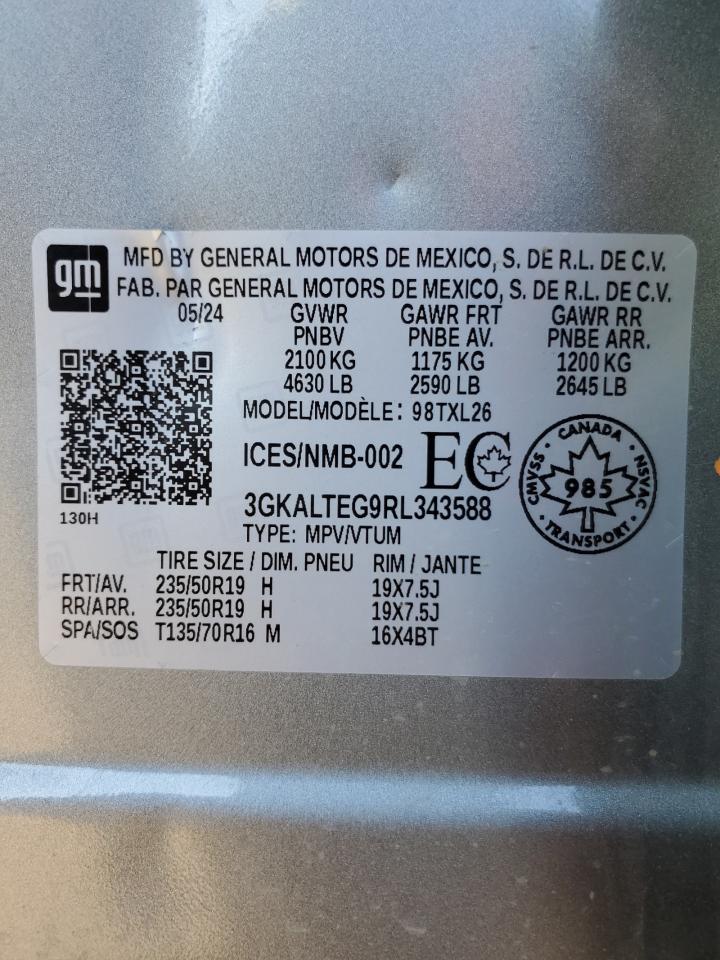 gm
MFD BY GENERAL MOTORS DE MEXICO, S. DE R.L. DE C.V.
FAB. PAR GENERAL MOTORS DE MEXICO, S. DE R.L. DE C.V.
05/24 GVWR GAWR FRT GAWR RR
PNBV PNBE AV. PNBE ARR.
2100 KG 1175 KG 1200 KG
4630 LB 2590 LB 2645 LB
MODEL/MODÈLE: 98TXL26
ICES/NMB-002 EC
CANADA
CMVSS · NSVAC
985
TRANSPORT
3GKALTEG9RL343588
130H
TYPE: MPV/VTUM
TIRE SIZE / DIM. PNEU RIM / JANTE
FRT/AV. 235/50R19 H 19X7.5J
RR/ARR. 235/50R19 H 19X7.5J
SPA/SOS T135/70R16 M 16X4BT